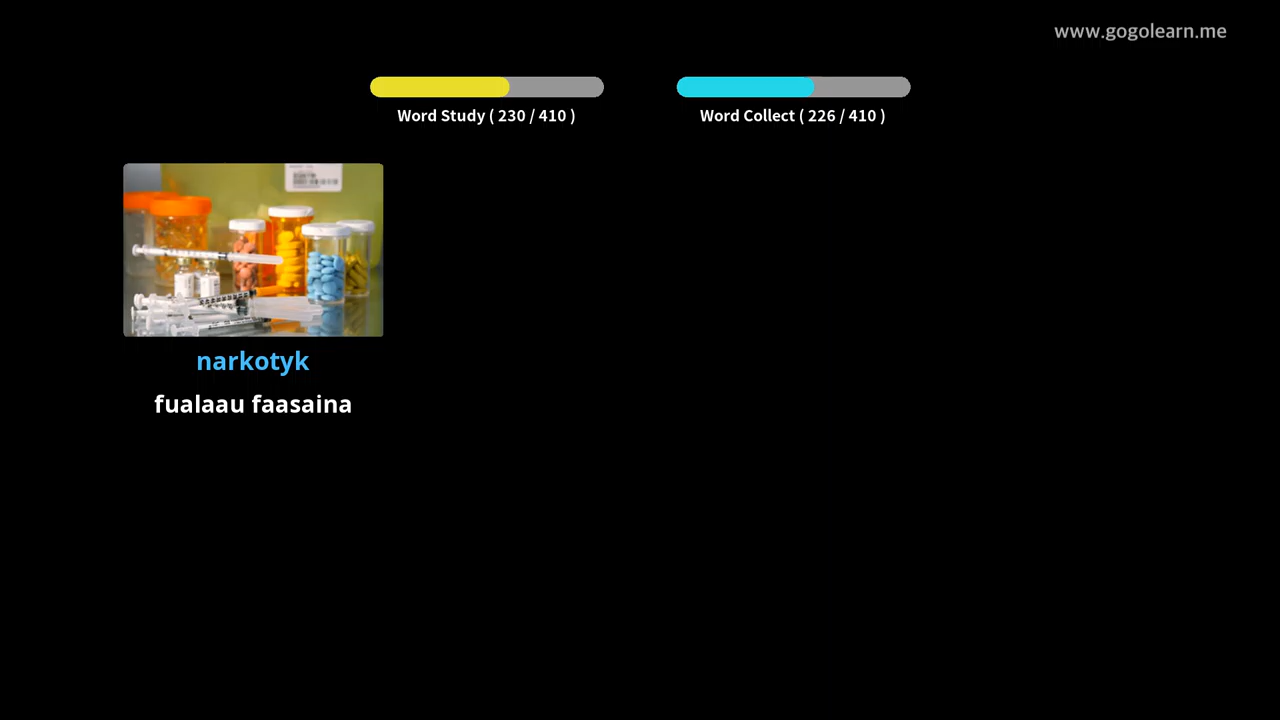 www.gogolearn.me
Word Study ( 230 / 410 )
Word Collect ( 226 / 410 )
narkotyk
fualaau faasaina